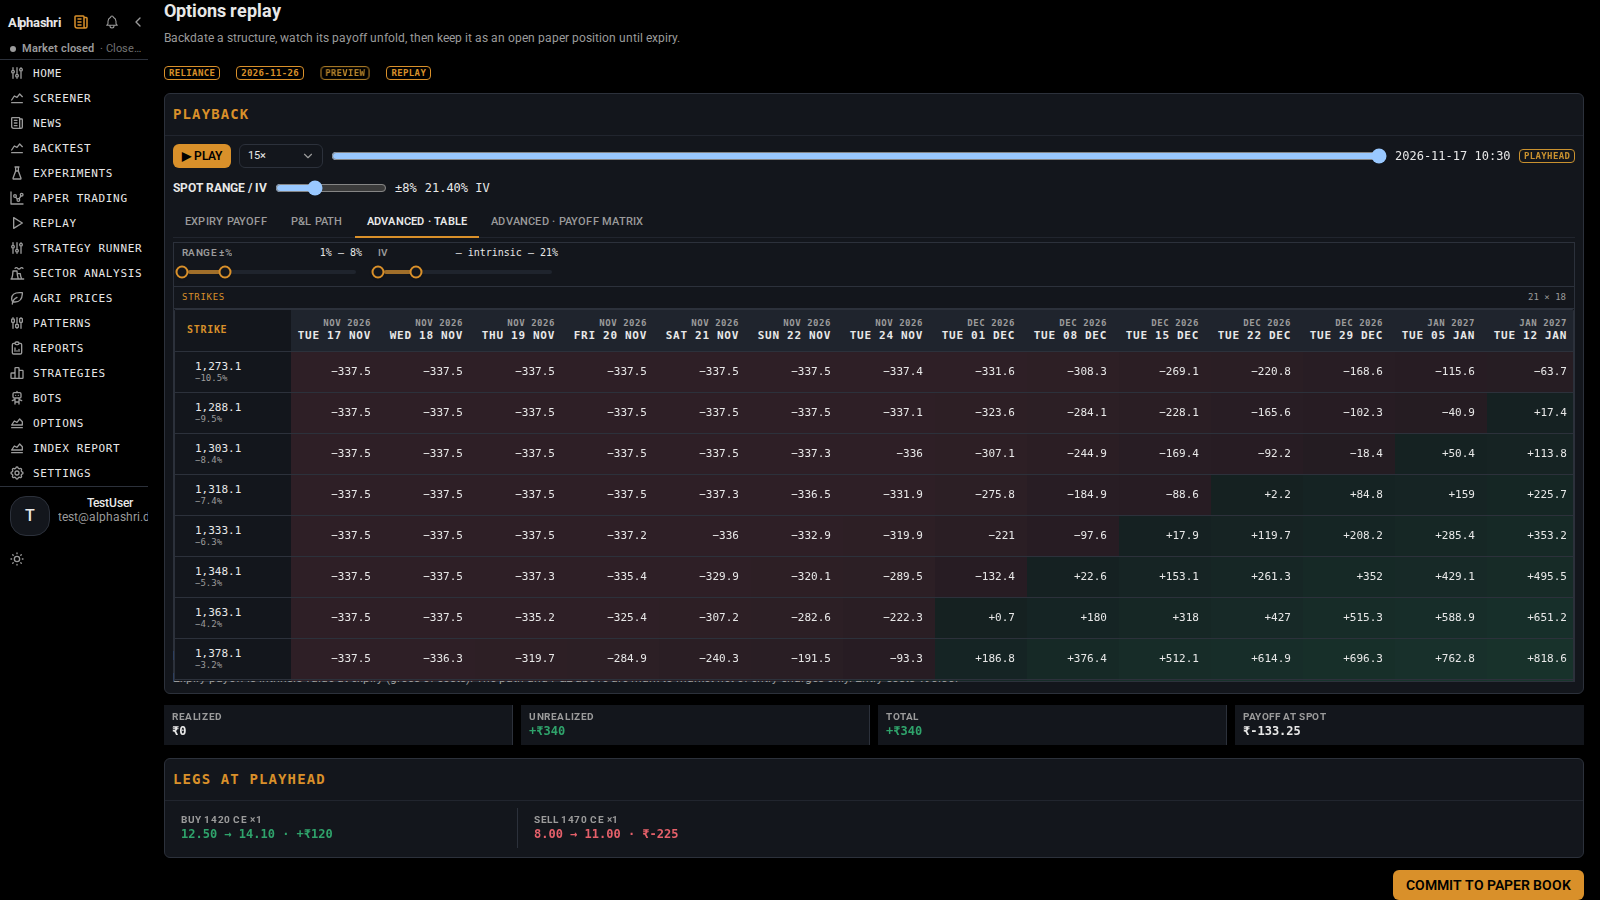 Alphashri
Market closed · Close…
HOME
SCREENER
NEWS
BACKTEST
EXPERIMENTS
PAPER TRADING
REPLAY
STRATEGY RUNNER
SECTOR ANALYSIS
AGRI PRICES
PATTERNS
REPORTS
STRATEGIES
BOTS
OPTIONS
INDEX REPORT
SETTINGS
T
TestUser
test@alphashri.d
Options replay
Backdate a structure, watch its payoff unfold, then keep it as an open paper position until expiry.
RELIANCE 2026-11-26 PREVIEW REPLAY
PLAYBACK
▶ PLAY 15× 2026-11-17 10:30 PLAYHEAD
SPOT RANGE / IV ±8% 21.40% IV
EXPIRY PAYOFF P&L PATH ADVANCED · TABLE ADVANCED · PAYOFF MATRIX
RANGE ±% 1% – 8% IV – intrinsic – 21%
STRIKES 21 × 18
NOV 2026 NOV 2026 NOV 2026 NOV 2026 NOV 2026 NOV 2026 NOV 2026 DEC 2026 DEC 2026 DEC 2026 DEC 2026 DEC 2026 JAN 2027 JAN 2027
STRIKE TUE 17 NOV WED 18 NOV THU 19 NOV FRI 20 NOV SAT 21 NOV SUN 22 NOV TUE 24 NOV TUE 01 DEC TUE 08 DEC TUE 15 DEC TUE 22 DEC TUE 29 DEC TUE 05 JAN TUE 12 JAN
1,273.1 −337.5 −337.5 −337.5 −337.5 −337.5 −337.5 −337.4 −331.6 −308.3 −269.1 −220.8 −168.6 −115.6 −63.7
−10.5%
1,288.1 −337.5 −337.5 −337.5 −337.5 −337.5 −337.5 −337.1 −323.6 −284.1 −228.1 −165.6 −102.3 −40.9 +17.4
−9.5%
1,303.1 −337.5 −337.5 −337.5 −337.5 −337.5 −337.3 −336 −307.1 −244.9 −169.4 −92.2 −18.4 +50.4 +113.8
−8.4%
1,318.1 −337.5 −337.5 −337.5 −337.5 −337.3 −336.5 −331.9 −275.8 −184.9 −88.6 +2.2 +84.8 +159 +225.7
−7.4%
1,333.1 −337.5 −337.5 −337.5 −337.2 −336 −332.9 −319.9 −221 −97.6 +17.9 +119.7 +208.2 +285.4 +353.2
−6.3%
1,348.1 −337.5 −337.5 −337.3 −335.4 −329.9 −320.1 −289.5 −132.4 +22.6 +153.1 +261.3 +352 +429.1 +495.5
−5.3%
1,363.1 −337.5 −337.5 −335.2 −325.4 −307.2 −282.6 −222.3 +0.7 +180 +318 +427 +515.3 +588.9 +651.2
−4.2%
1,378.1 −337.5 −336.3 −319.7 −284.9 −240.3 −191.5 −93.3 +186.8 +376.4 +512.1 +614.9 +696.3 +762.8 +818.6
−3.2%
REALIZED UNREALIZED TOTAL PAYOFF AT SPOT
₹0 +₹340 +₹340 ₹-133.25
LEGS AT PLAYHEAD
BUY 1420 CE ×1 SELL 1470 CE ×1
12.50 → 14.10 · +₹120 8.00 → 11.00 · ₹-225
COMMIT TO PAPER BOOK